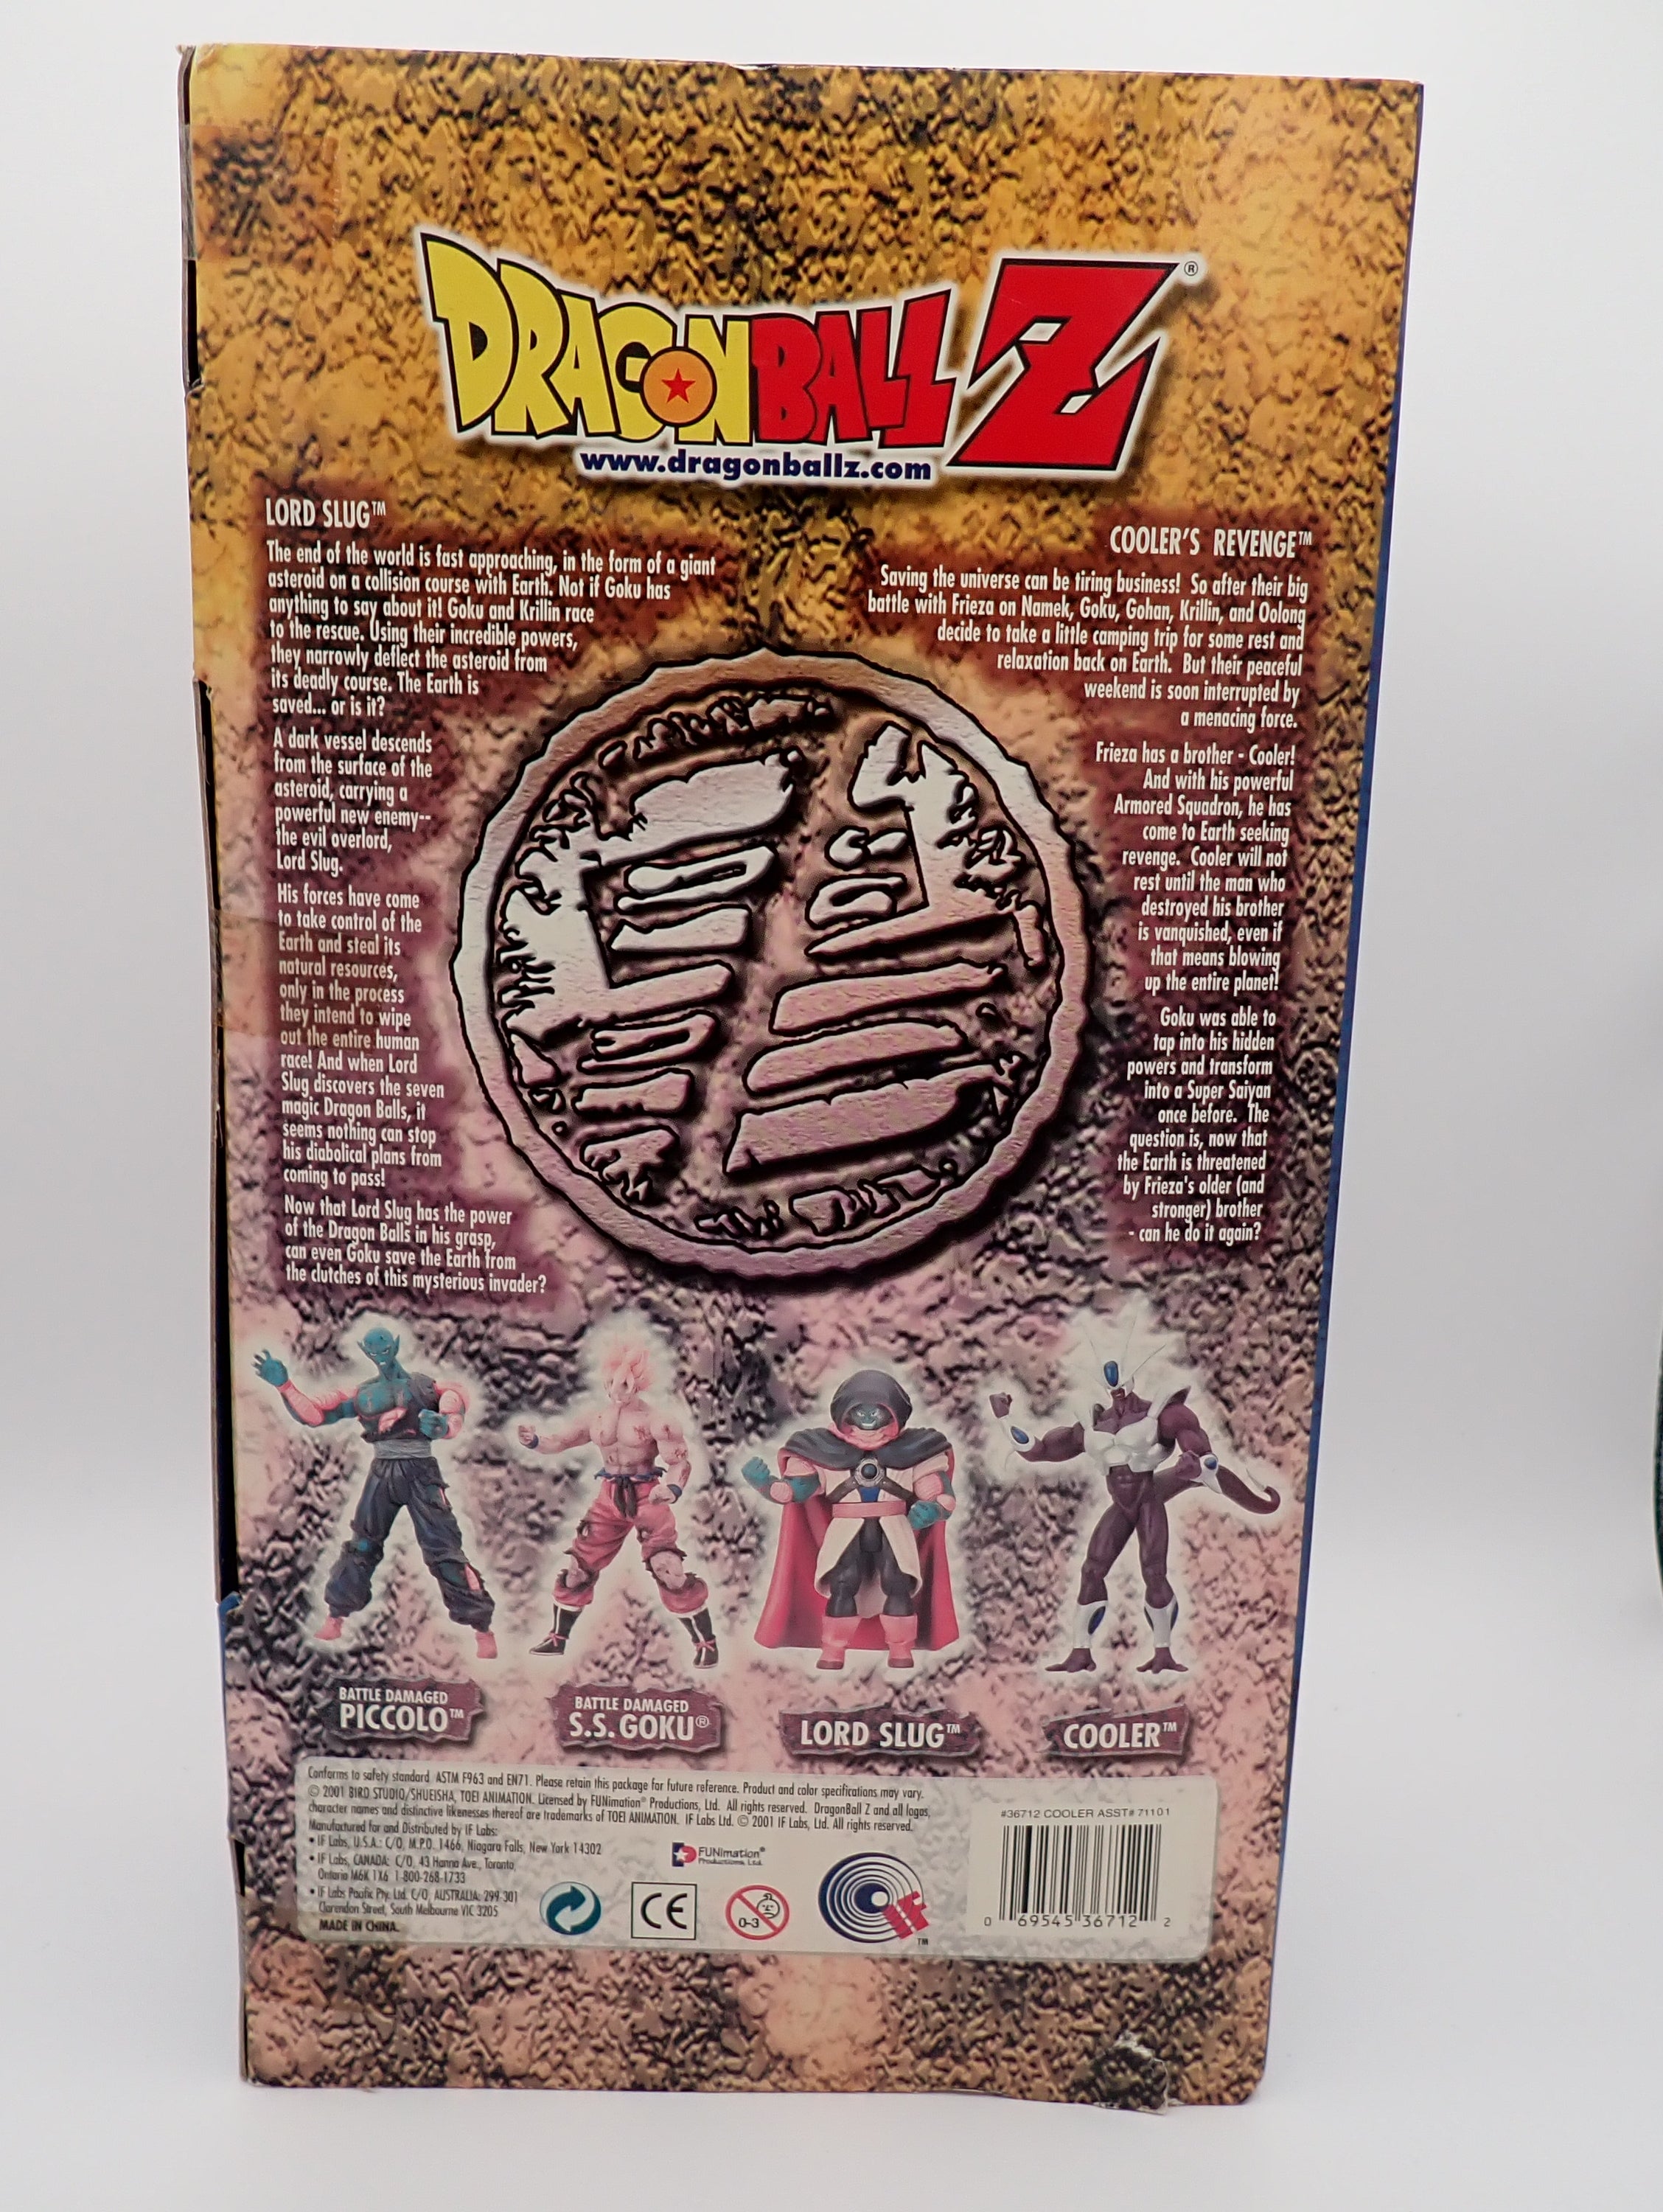 DRAGONBALL Z®
www.dragonballz.com
LORD SLUG™
The end of the world is fast approaching, in the form of a giant
asteroid on a collision course with Earth. Not if Goku has
anything to say about it! Goku and Krillin race
to the rescue. Using their incredible powers,
they narrowly deflect the asteroid from
its deadly course. The Earth is
saved... or is it?
A dark vessel descends
from the surface of the
asteroid, carrying a
powerful new enemy--
the evil overlord,
Lord Slug.
His forces have come
to take control of the
Earth and steal its
natural resources,
only in the process
they intend to wipe
out the entire human
race! And when Lord
Slug discovers the seven
magic Dragon Balls, it
seems nothing can stop
his diabolical plans from
coming to pass!
Now that Lord Slug has the power
of the Dragon Balls in his grasp,
can even Goku save the Earth from
the clutches of this mysterious invader?
COOLER'S REVENGE™
Saving the universe can be tiring business! So after their big
battle with Frieza on Namek, Goku, Gohan, Krillin, and Oolong
decide to take a little camping trip for some rest and
relaxation back on Earth. But their peaceful
weekend is soon interrupted by
a menacing force.
Frieza has a brother - Cooler!
And with his powerful
Armored Squadron, he has
come to Earth seeking
revenge. Cooler will not
rest until the man who
destroyed his brother
is vanquished, even if
that means blowing
up the entire planet!
Goku was able to
tap into his hidden
powers and transform
into a Super Saiyan
once before. The
question is, now that
the Earth is threatened
by Frieza's older (and
stronger) brother
- can he do it again?
BATTLE DAMAGED
PICCOLO™
BATTLE DAMAGED
S.S. GOKU®
LORD SLUG™
COOLER™
Conforms to safety standard ASTM F963 and EN71. Please retain this package for future reference. Product and color specifications may vary.
© 2001 BIRD STUDIO/SHUEISHA, TOEI ANIMATION. Licensed by FUNimation® Productions, Ltd. All rights reserved. DragonBall Z and all logos,
character names and distinctive likenesses thereof are trademarks of TOEI ANIMATION. IF Labs Ltd. © 2001 IF Labs, Ltd. All rights reserved.
Manufactured for and Distributed by IF Labs:
• IF Labs, U.S.A.: C/O, M.P.O. 1466, Niagara Falls, New York 14302
• IF Labs, CANADA: C/O, 43 Hanna Ave., Toronto,
Ontario M6K 1X6 1-800-268-1733
• IF Labs Pacific Pty. Ltd. C/O, AUSTRALIA: 299-301
Clarendon Street, South Melbourne VIC 3205
MADE IN CHINA.
FUNimation®
Productions, Ltd.
CE
0-3
IF
™
#36712 COOLER ASST# 71101
0 69545 36712 2